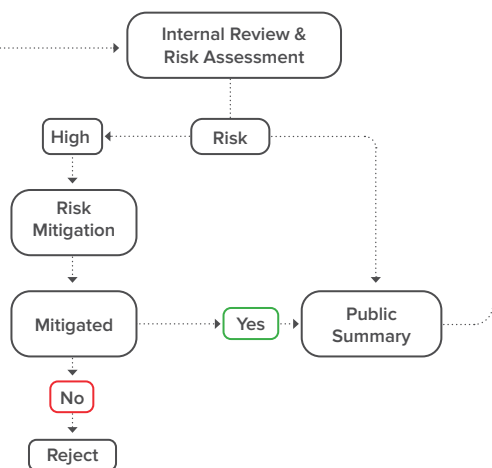 Internal Review &
Risk Assessment
High
Risk
Risk
Mitigation
Mitigated
Yes
Public
Summary
No
Reject